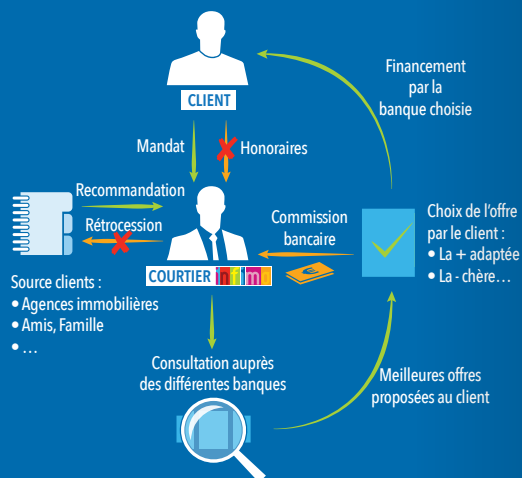 CLIENT
Financement
par la
banque choisie
Mandat
Honoraires
Recommandation
Rétrocession
Commission
bancaire
Choix de l'offre
par le client :
• La + adaptée
• La - chère...
COURTIER infimo
Source clients :
• Agences immobilières
• Amis, Famille
• ...
Consultation auprès
des différentes banques
Meilleures offres
proposées au client
€